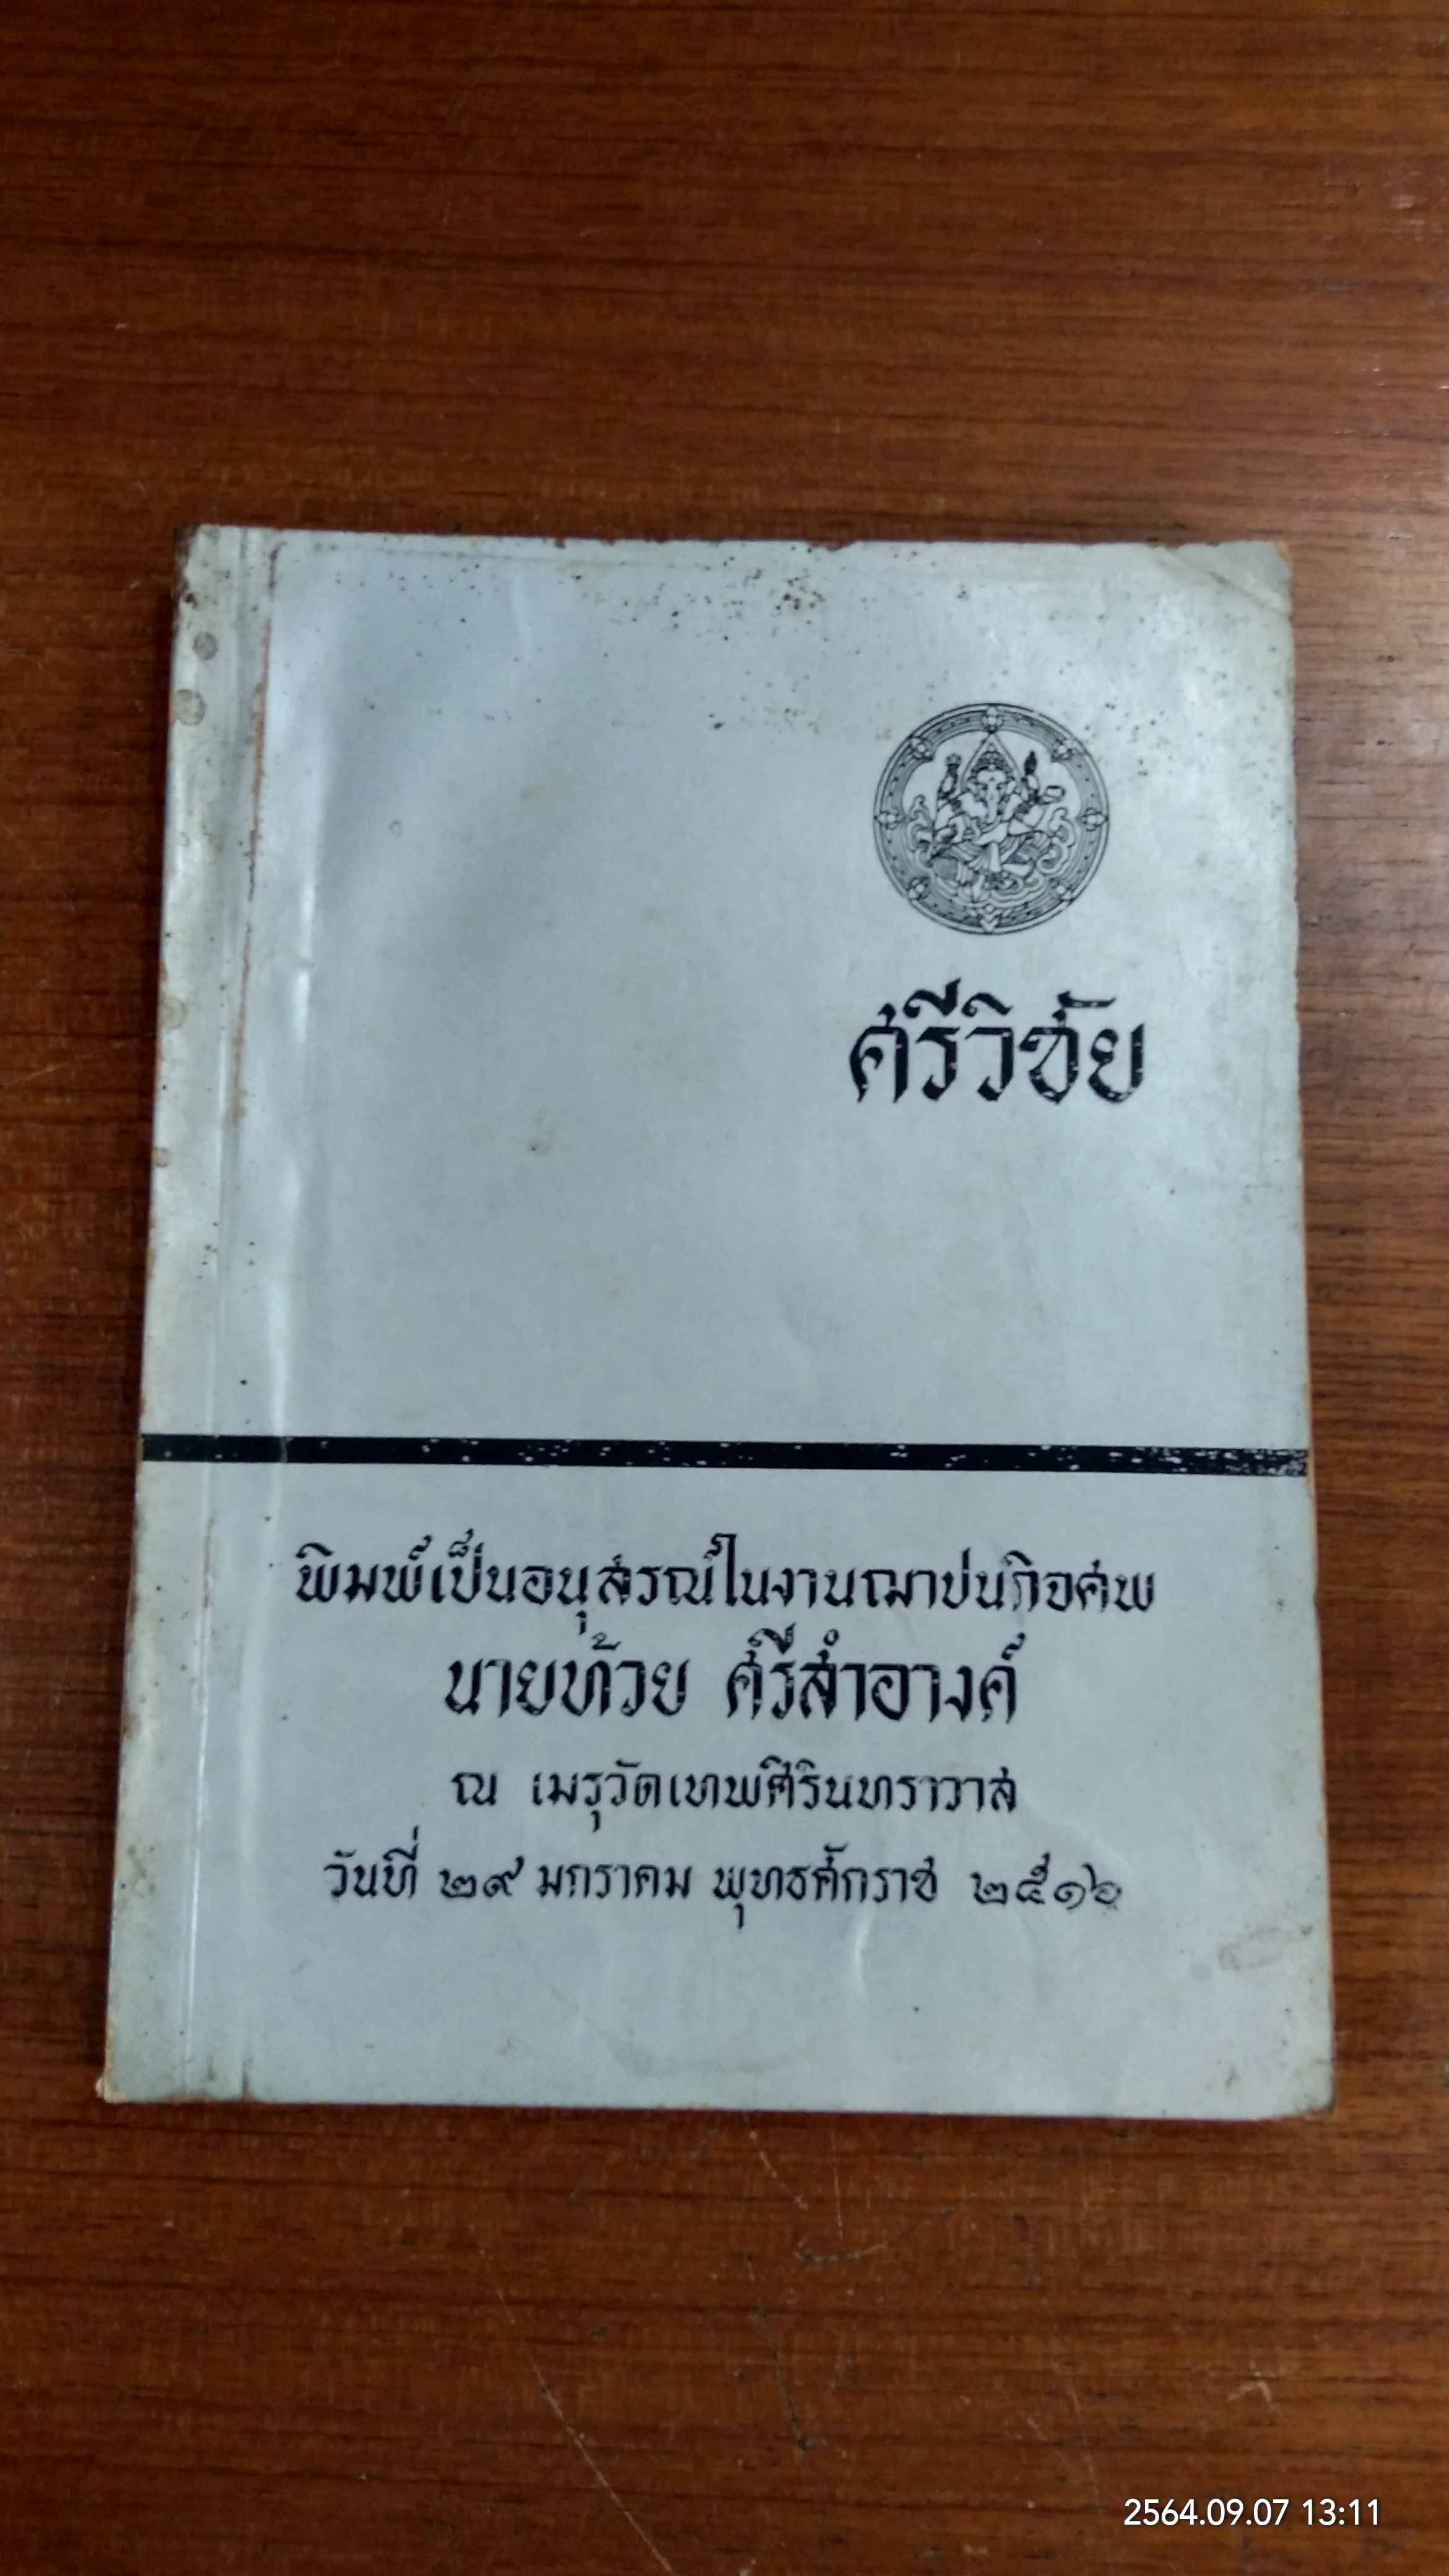 ศรีวิชัย
พิมพ์เป็นอนุสรณ์ในงานฌาปนกิจศพ
นายท้วย ศรีสำอางค์
ณ เมรุวัดเทพศิรินทราวาส
วันที่ ๒๙ มกราคม พุทธศักราช ๒๕๑๖
2564.09.07 13:11